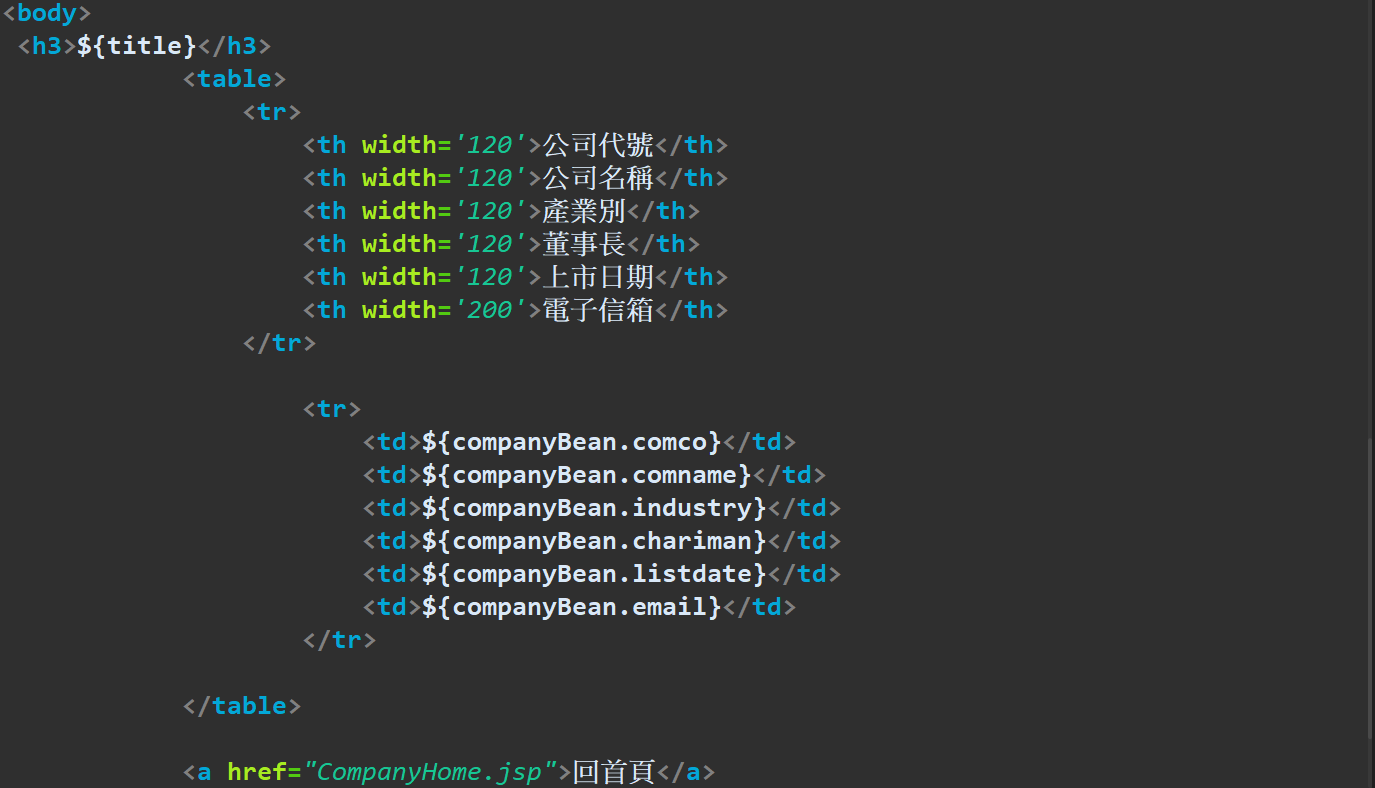 <body>
<h3>${title}</h3>
<table>
<tr>
<th width='120'>公司代號</th>
<th width='120'>公司名稱</th>
<th width='120'>產業別</th>
<th width='120'>董事長</th>
<th width='120'>上市日期</th>
<th width='200'>電子信箱</th>
</tr>
<tr>
<td>${companyBean.comco}</td>
<td>${companyBean.comname}</td>
<td>${companyBean.industry}</td>
<td>${companyBean.chariman}</td>
<td>${companyBean.listdate}</td>
<td>${companyBean.email}</td>
</tr>
</table>
<a href="CompanyHome.jsp">回首頁</a>